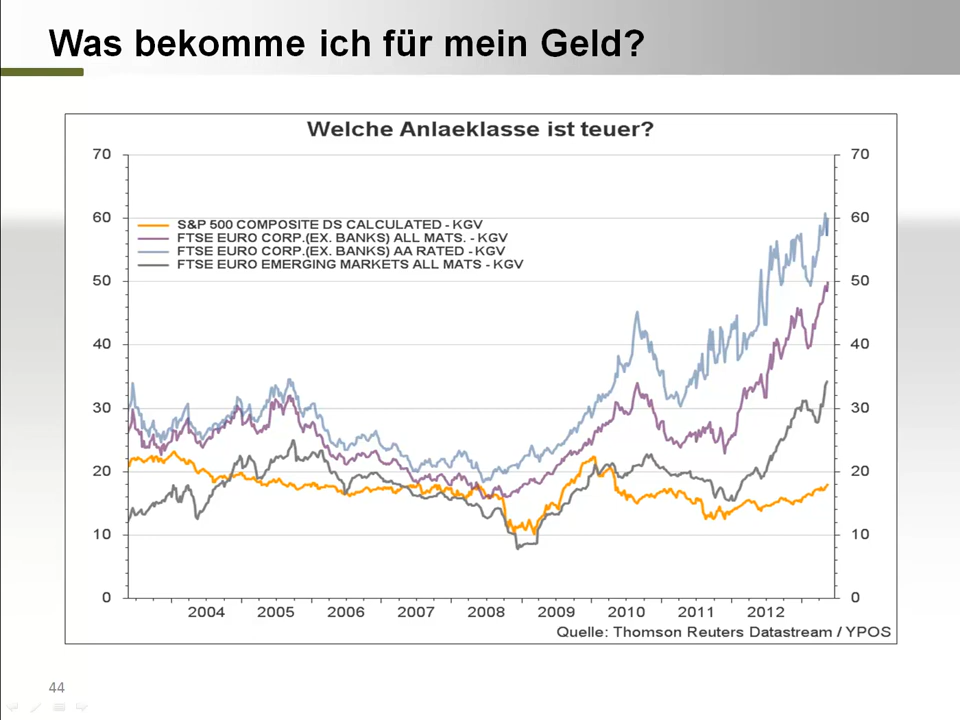 Was bekomme ich für mein Geld?
Welche Anlaeklasse ist teuer?
70 70
60 60
S&P 500 COMPOSITE DS CALCULATED - KGV
FTSE EURO CORP.(EX. BANKS) ALL MATS. - KGV
FTSE EURO CORP.(EX. BANKS) AA RATED - KGV
FTSE EURO EMERGING MARKETS ALL MATS - KGV
50 50
40 40
30 30
20 20
10 10
0 0
2004 2005 2006 2007 2008 2009 2010 2011 2012
Quelle: Thomson Reuters Datastream / YPOS
44